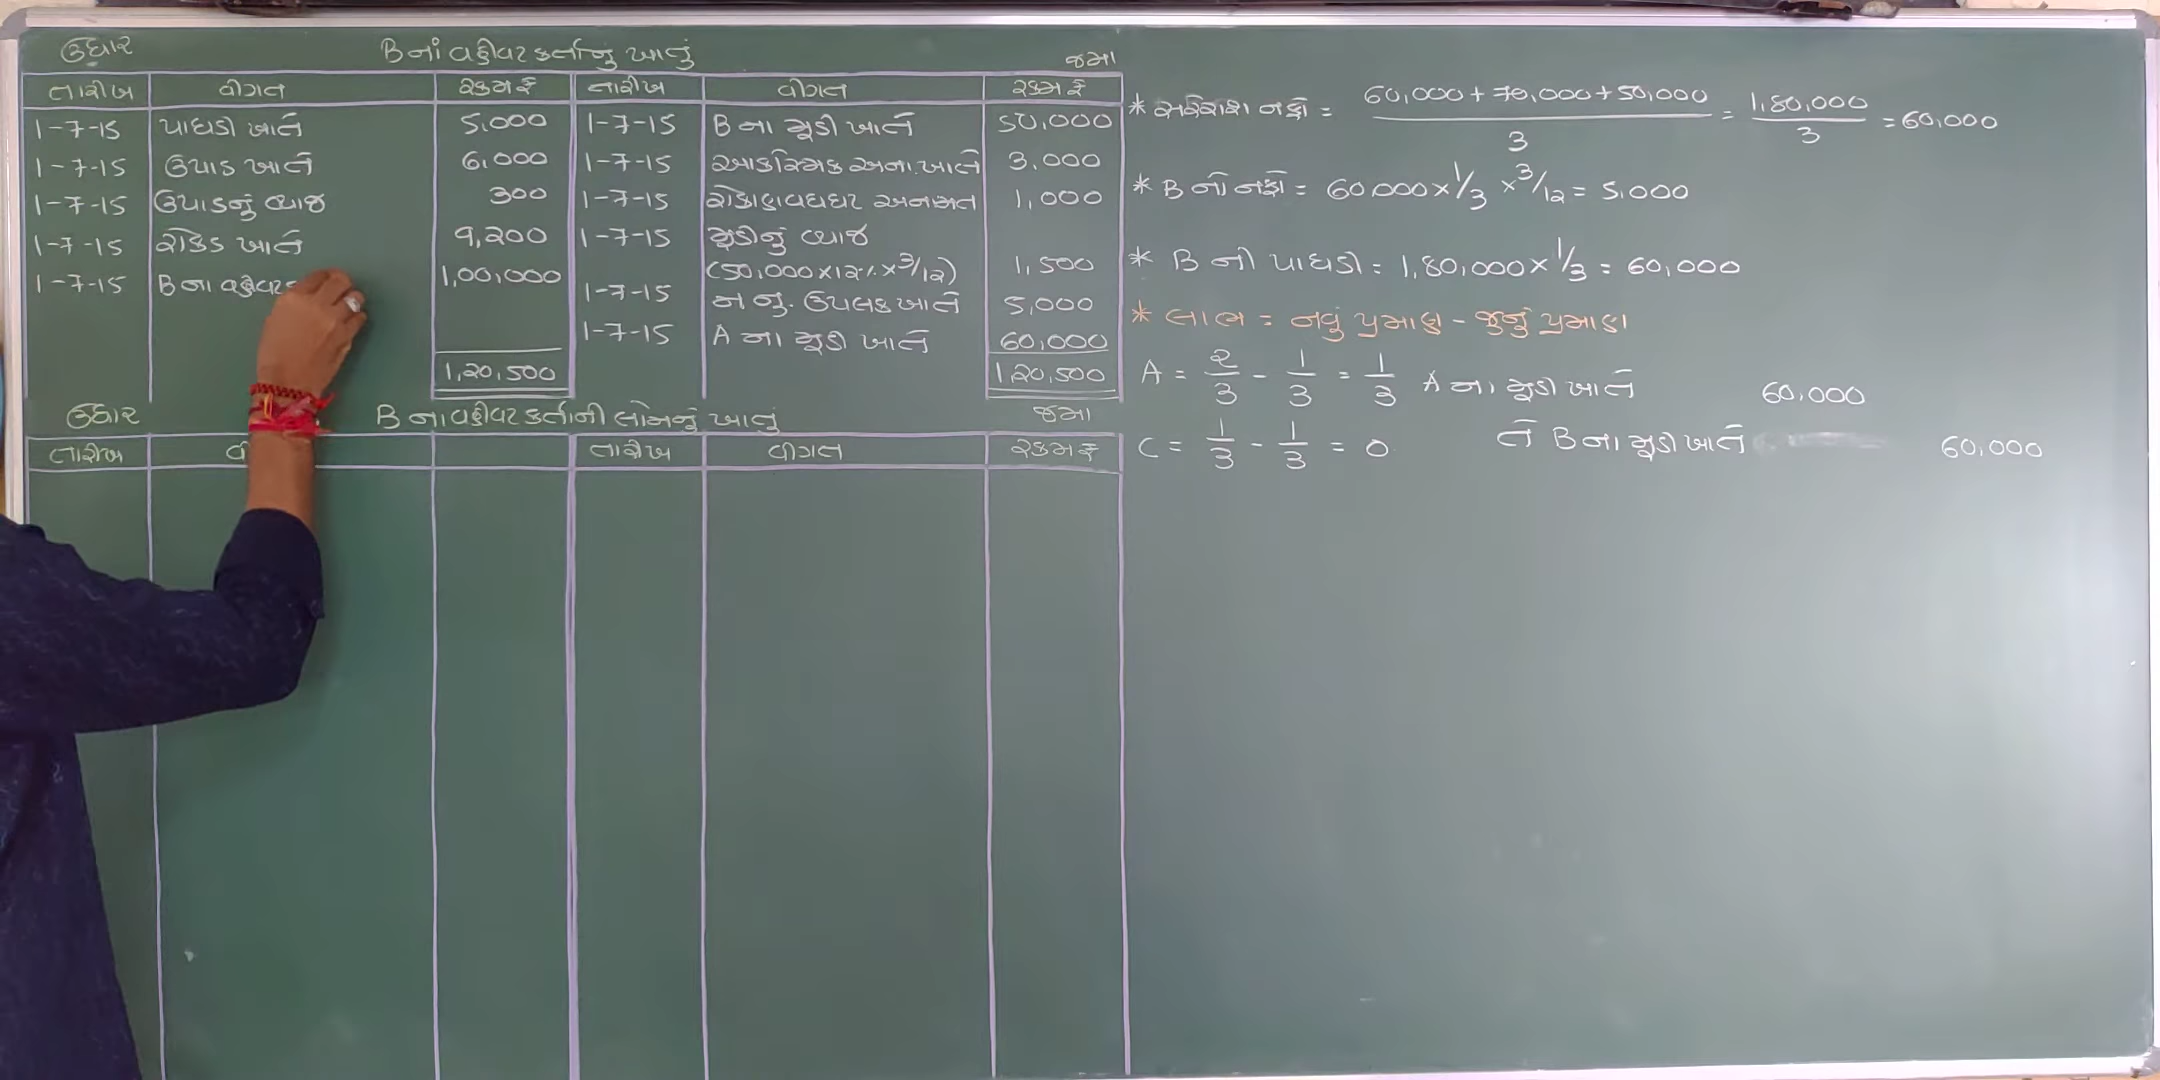 ઉધાર B નાં વહીવટ કર્તાનું ખાતું જમા
તારીખ વીગત રકમ ₹ તારીખ વીગત રકમ ₹
1-7-15 પાઘડી ખાતે 5,000 1-7-15 B ના મૂડી ખાતે 50,000
1-7-15 ઉપાડ ખાતે 6,000 1-7-15 આકસ્મિક અના. ખાતે 3,000
1-7-15 ઉપાડનું વ્યાજ 300 1-7-15 રોકાણ વધઘટ અનામત 1,000
1-7-15 રોકડ ખાતે 9,200 1-7-15 મૂડીનું વ્યાજ
1-7-15 B ના વહીવટ 1,00,000 (50,000×12%×3/12) 1,500
1-7-15 ન.નુ. ઉપલક ખાતે 5,000
1-7-15 A ના મૂડી ખાતે 60,000
1,20,500 1,20,500
ઉધાર B ના વહીવટ કર્તાની લોનનું ખાતું જમા
તારીખ વી તારીખ વીગત રકમ ₹
* સરેરાશ નફો = 60,000 + 70,000 + 50,000 / 3 = 1,80,000 / 3 = 60,000
* B નો નફો = 60,000 × 1/3 × 3/12 = 5,000
* B ની પાઘડી = 1,80,000 × 1/3 = 60,000
* લાભ = નવું પ્રમાણ - જુનું પ્રમાણ
A = 2/3 - 1/3 = 1/3 A ના મૂડી ખાતે 60,000
C = 1/3 - 1/3 = 0 તે B ના મૂડી ખાતે 60,000